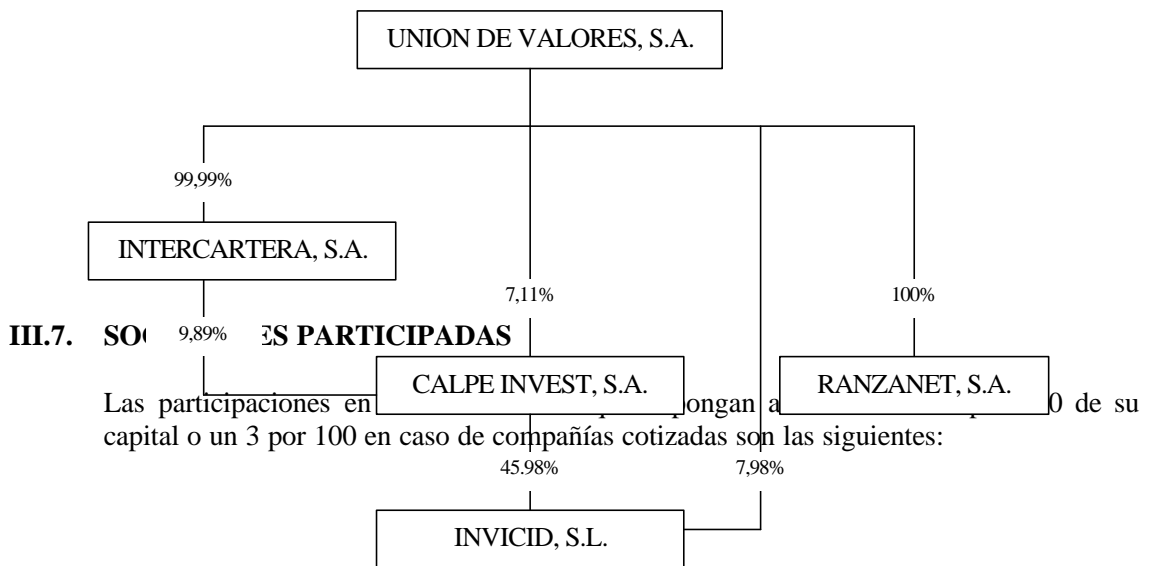 UNION DE VALORES, S.A.
99,99%
INTERCARTERA, S.A.
7,11% 100%
III.7. SO 9,89% ES PARTICIPADAS
CALPE INVEST, S.A. RANZANET, S.A.
Las participaciones en pongan a 0 de su
capital o un 3 por 100 en caso de compañías cotizadas son las siguientes:
45.98% 7,98%
INVICID, S.L.